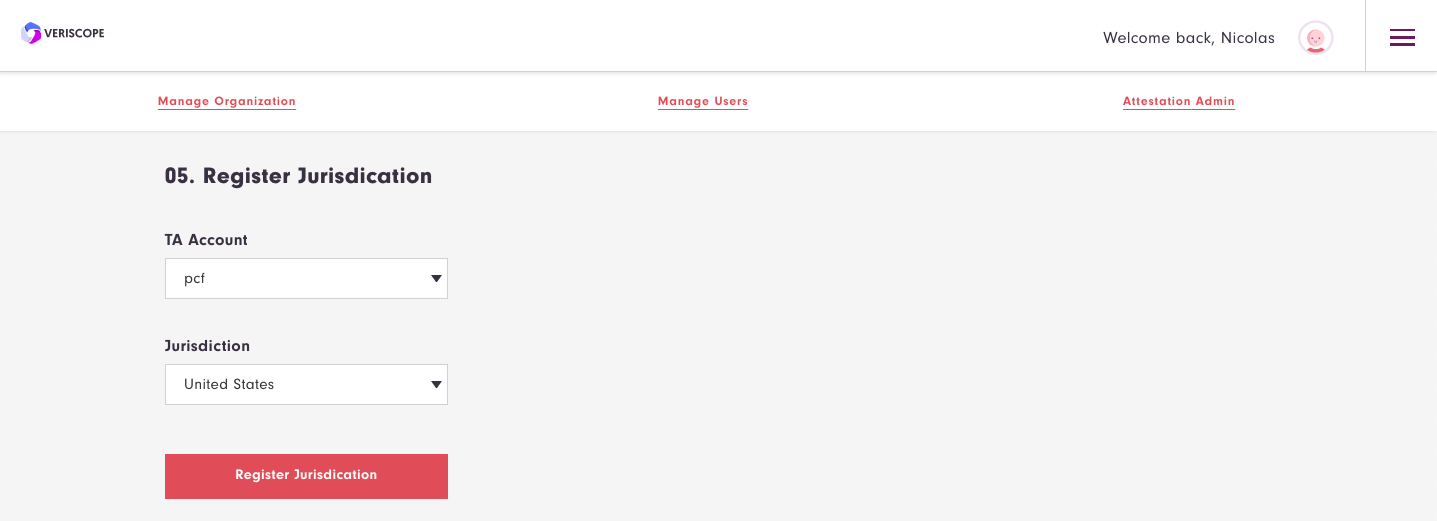 VERISCOPE
Welcome back, Nicolas
Manage Organization
Manage Users
Attestation Admin
05. Register Jurisdication
TA Account
pcf
Jurisdiction
United States
Register Jurisdication